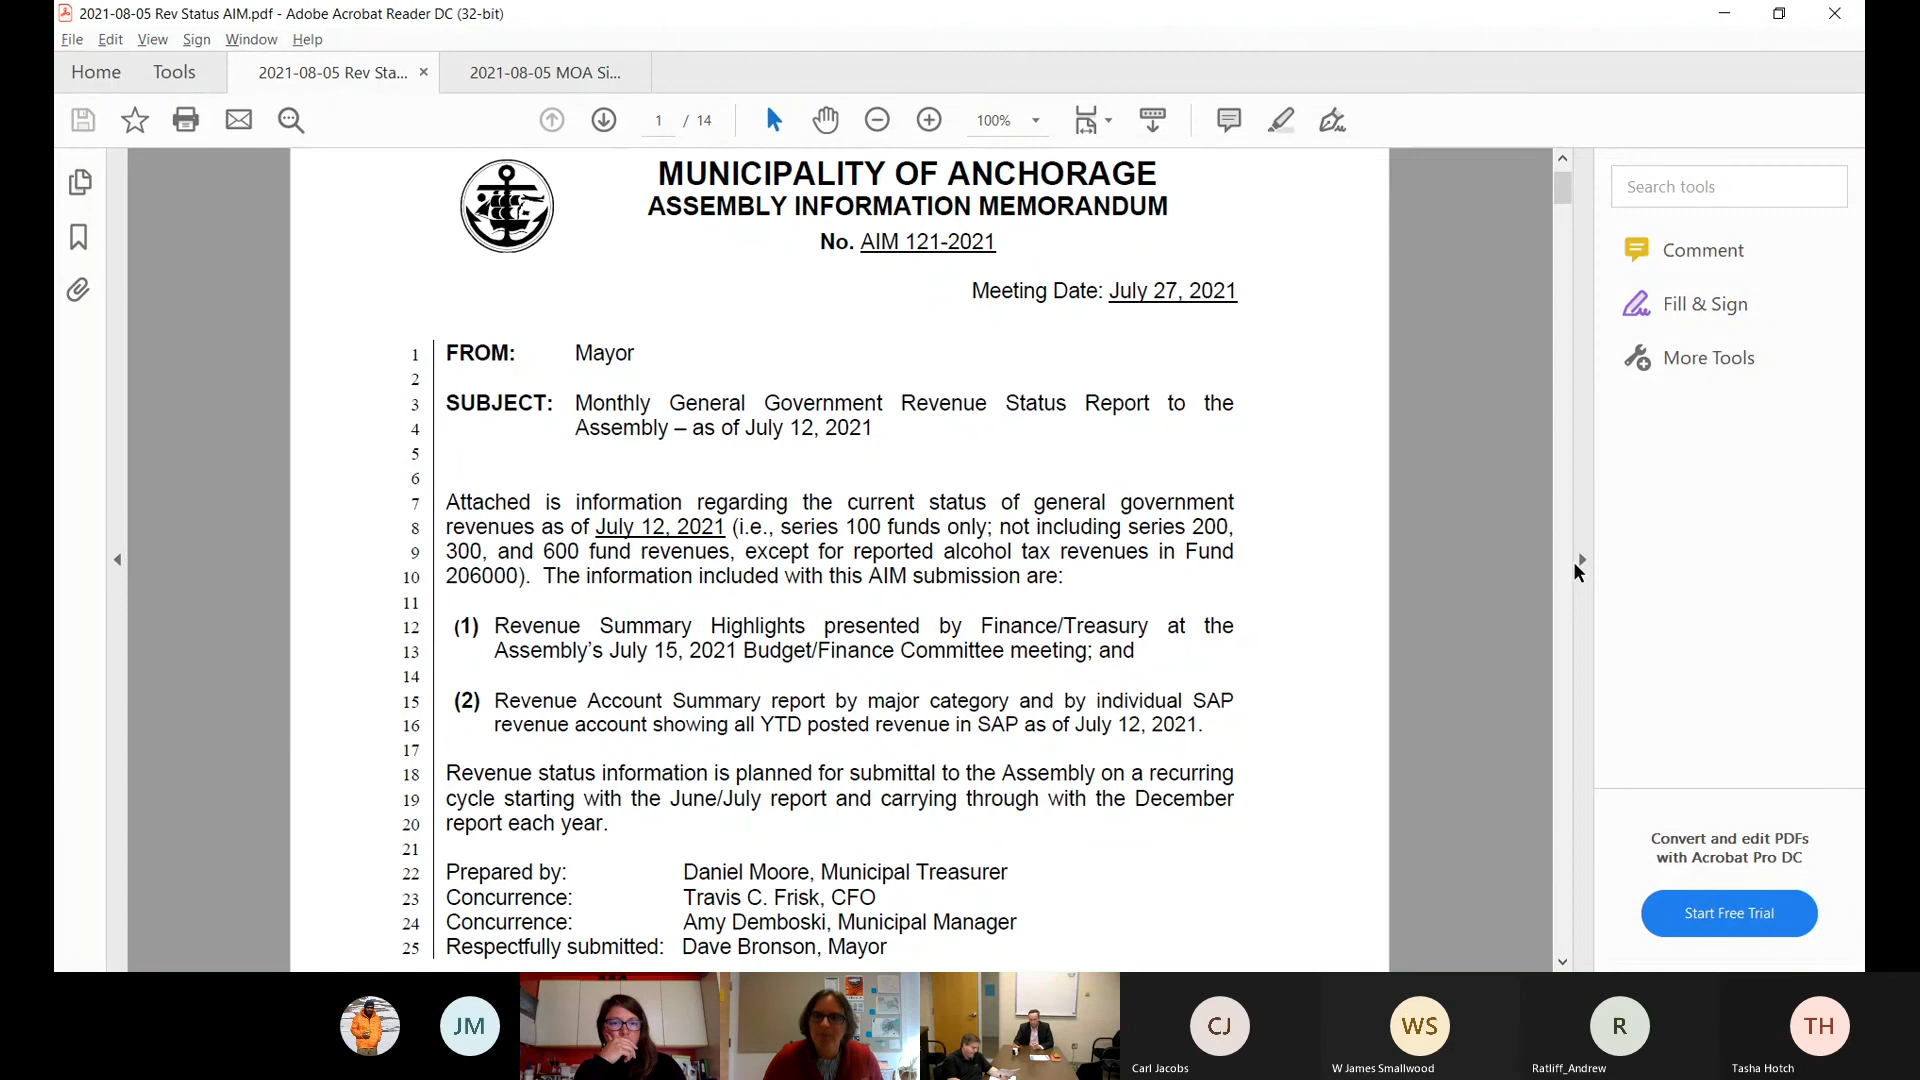 2021-08-05 Rev Status AIM.pdf - Adobe Acrobat Reader DC (32-bit)
File Edit View Sign Window Help
Home Tools 2021-08-05 Rev Sta... × 2021-08-05 MOA Si...
1 / 14 100%
MUNICIPALITY OF ANCHORAGE
ASSEMBLY INFORMATION MEMORANDUM
No. AIM 121-2021
Meeting Date: July 27, 2021
1 FROM: Mayor
2
3 SUBJECT: Monthly General Government Revenue Status Report to the
4 Assembly – as of July 12, 2021
5
6
7 Attached is information regarding the current status of general government
8 revenues as of July 12, 2021 (i.e., series 100 funds only; not including series 200,
9 300, and 600 fund revenues, except for reported alcohol tax revenues in Fund
10 206000). The information included with this AIM submission are:
11
12 (1) Revenue Summary Highlights presented by Finance/Treasury at the
13 Assembly’s July 15, 2021 Budget/Finance Committee meeting; and
14
15 (2) Revenue Account Summary report by major category and by individual SAP
16 revenue account showing all YTD posted revenue in SAP as of July 12, 2021.
17
18 Revenue status information is planned for submittal to the Assembly on a recurring
19 cycle starting with the June/July report and carrying through with the December
20 report each year.
21
22 Prepared by: Daniel Moore, Municipal Treasurer
23 Concurrence: Travis C. Frisk, CFO
24 Concurrence: Amy Demboski, Municipal Manager
25 Respectfully submitted: Dave Bronson, Mayor
Search tools
Comment
Fill & Sign
More Tools
Convert and edit PDFs
with Acrobat Pro DC
Start Free Trial
JM CJ WS R TH
Carl Jacobs W James Smallwood Ratliff_Andrew Tasha Hotch